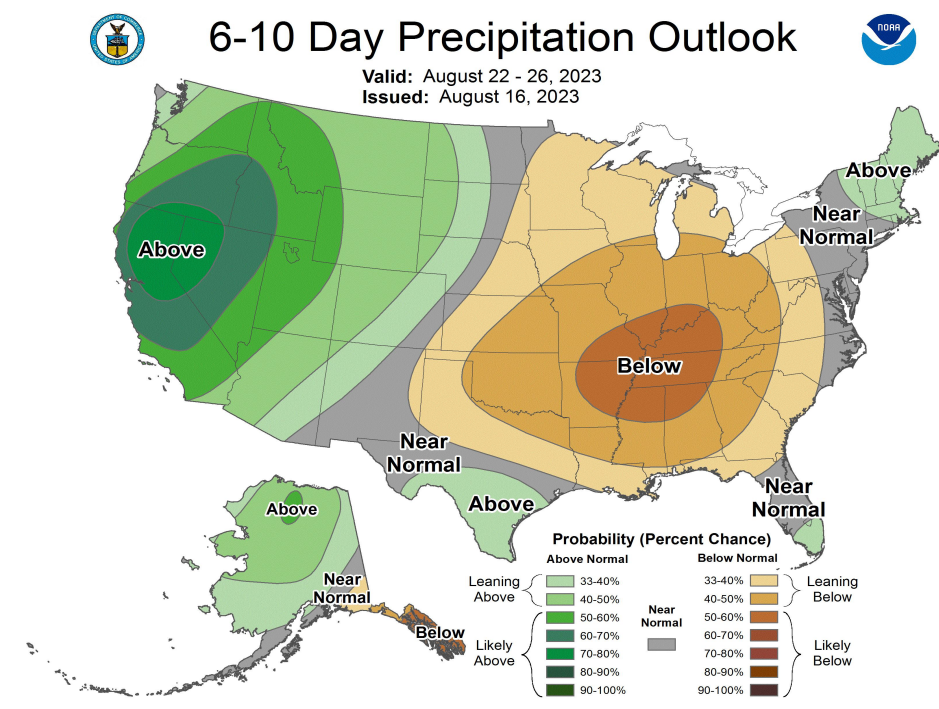 6-10 Day Precipitation Outlook
Valid: August 22 - 26, 2023
Issued: August 16, 2023
NOAA
Above
Near
Normal
Above
Below
Near
Normal
Above
Near
Normal
Above
Near
Normal
Below
Probability (Percent Chance)
Above Normal
Below Normal
Leaning
Above
33-40%
40-50%
Likely
Above
50-60%
60-70%
70-80%
80-90%
90-100%
Near
Normal
33-40%
40-50%
Leaning
Below
50-60%
60-70%
70-80%
80-90%
90-100%
Likely
Below